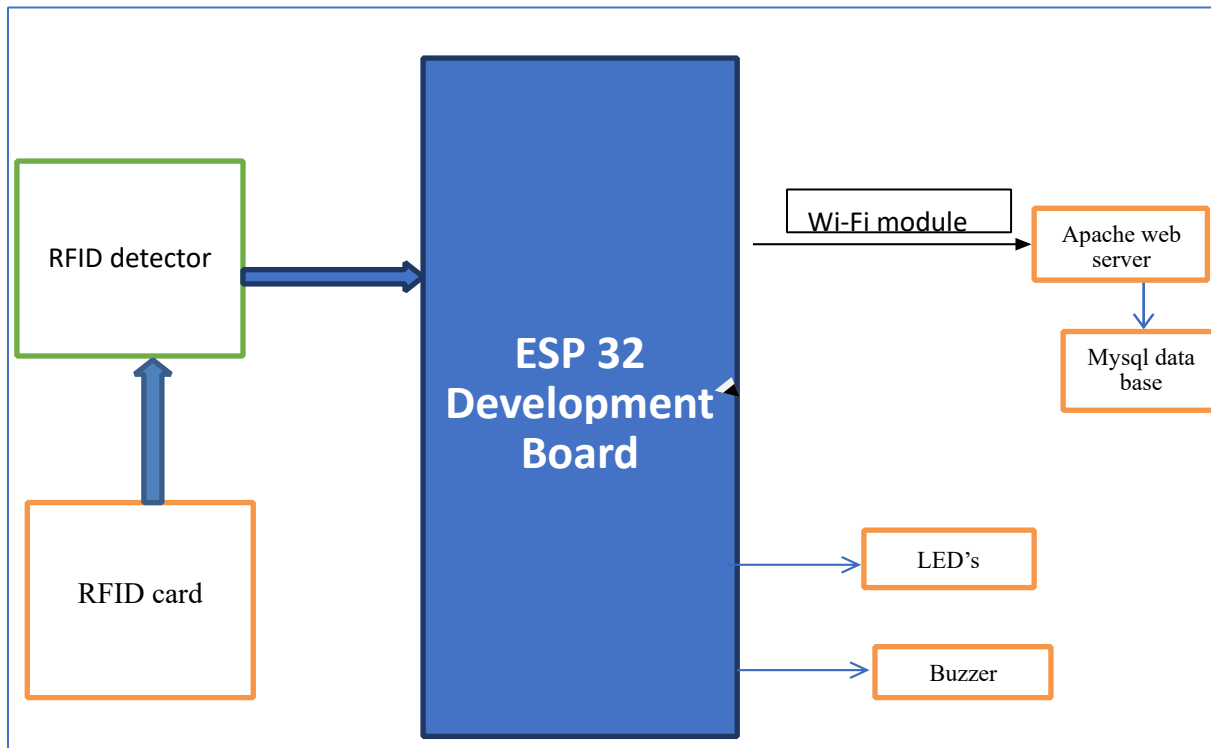 RFID detector
RFID card
ESP 32
Development
Board
Wi-Fi module
Apache web
server
Mysql data
base
LED’s
Buzzer